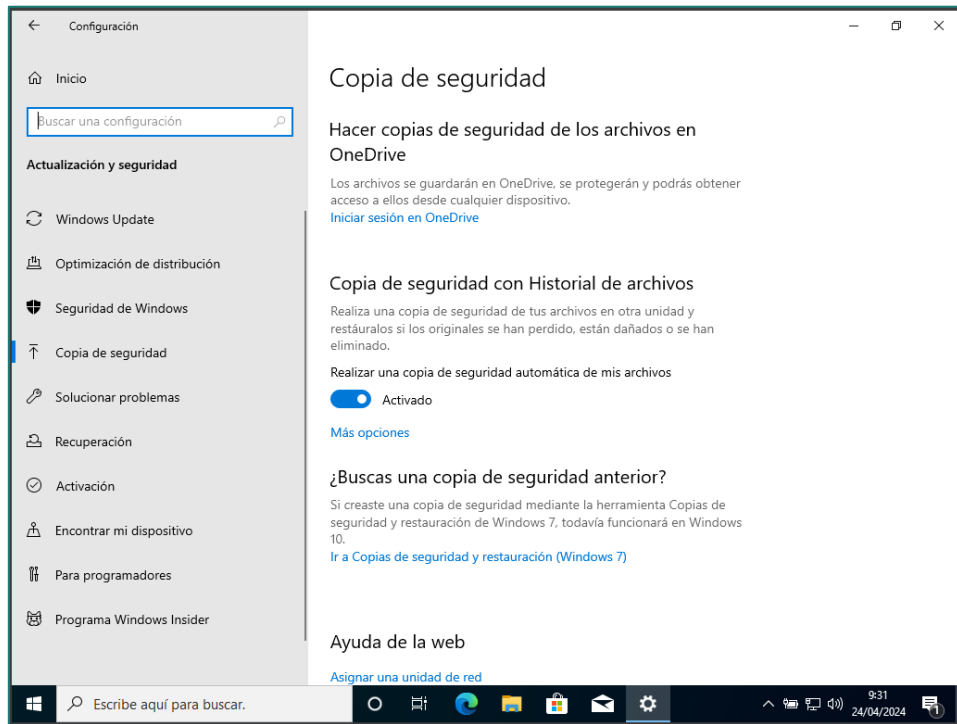 Configuración
Inicio
Buscar una configuración
Actualización y seguridad
Windows Update
Optimización de distribución
Seguridad de Windows
Copia de seguridad
Solucionar problemas
Recuperación
Activación
Encontrar mi dispositivo
Para programadores
Programa Windows Insider
Copia de seguridad
Hacer copias de seguridad de los archivos en
OneDrive
Los archivos se guardarán en OneDrive, se protegerán y podrás obtener
acceso a ellos desde cualquier dispositivo.
Iniciar sesión en OneDrive
Copia de seguridad con Historial de archivos
Realiza una copia de seguridad de tus archivos en otra unidad y
restáuralos si los originales se han perdido, están dañados o se han
eliminado.
Realizar una copia de seguridad automática de mis archivos
Activado
Más opciones
¿Buscas una copia de seguridad anterior?
Si creaste una copia de seguridad mediante la herramienta Copias de
seguridad y restauración de Windows 7, todavía funcionará en Windows
10.
Ir a Copias de seguridad y restauración (Windows 7)
Ayuda de la web
Asignar una unidad de red
Escribe aquí para buscar.
9:31
24/04/2024
1